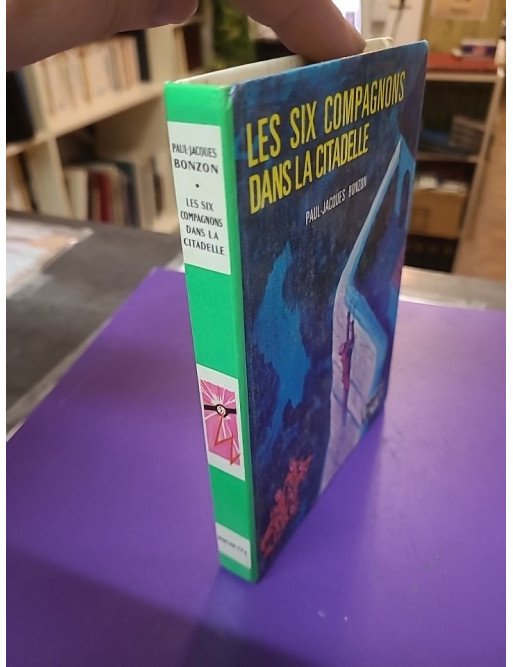 PAUL-JACQUES
BONZON
LES SIX
COMPAGNONS
DANS LA
CITADELLE
LES SIX COMPAGNONS
DANS LA CITADELLE
PAUL-JACQUES BONZON